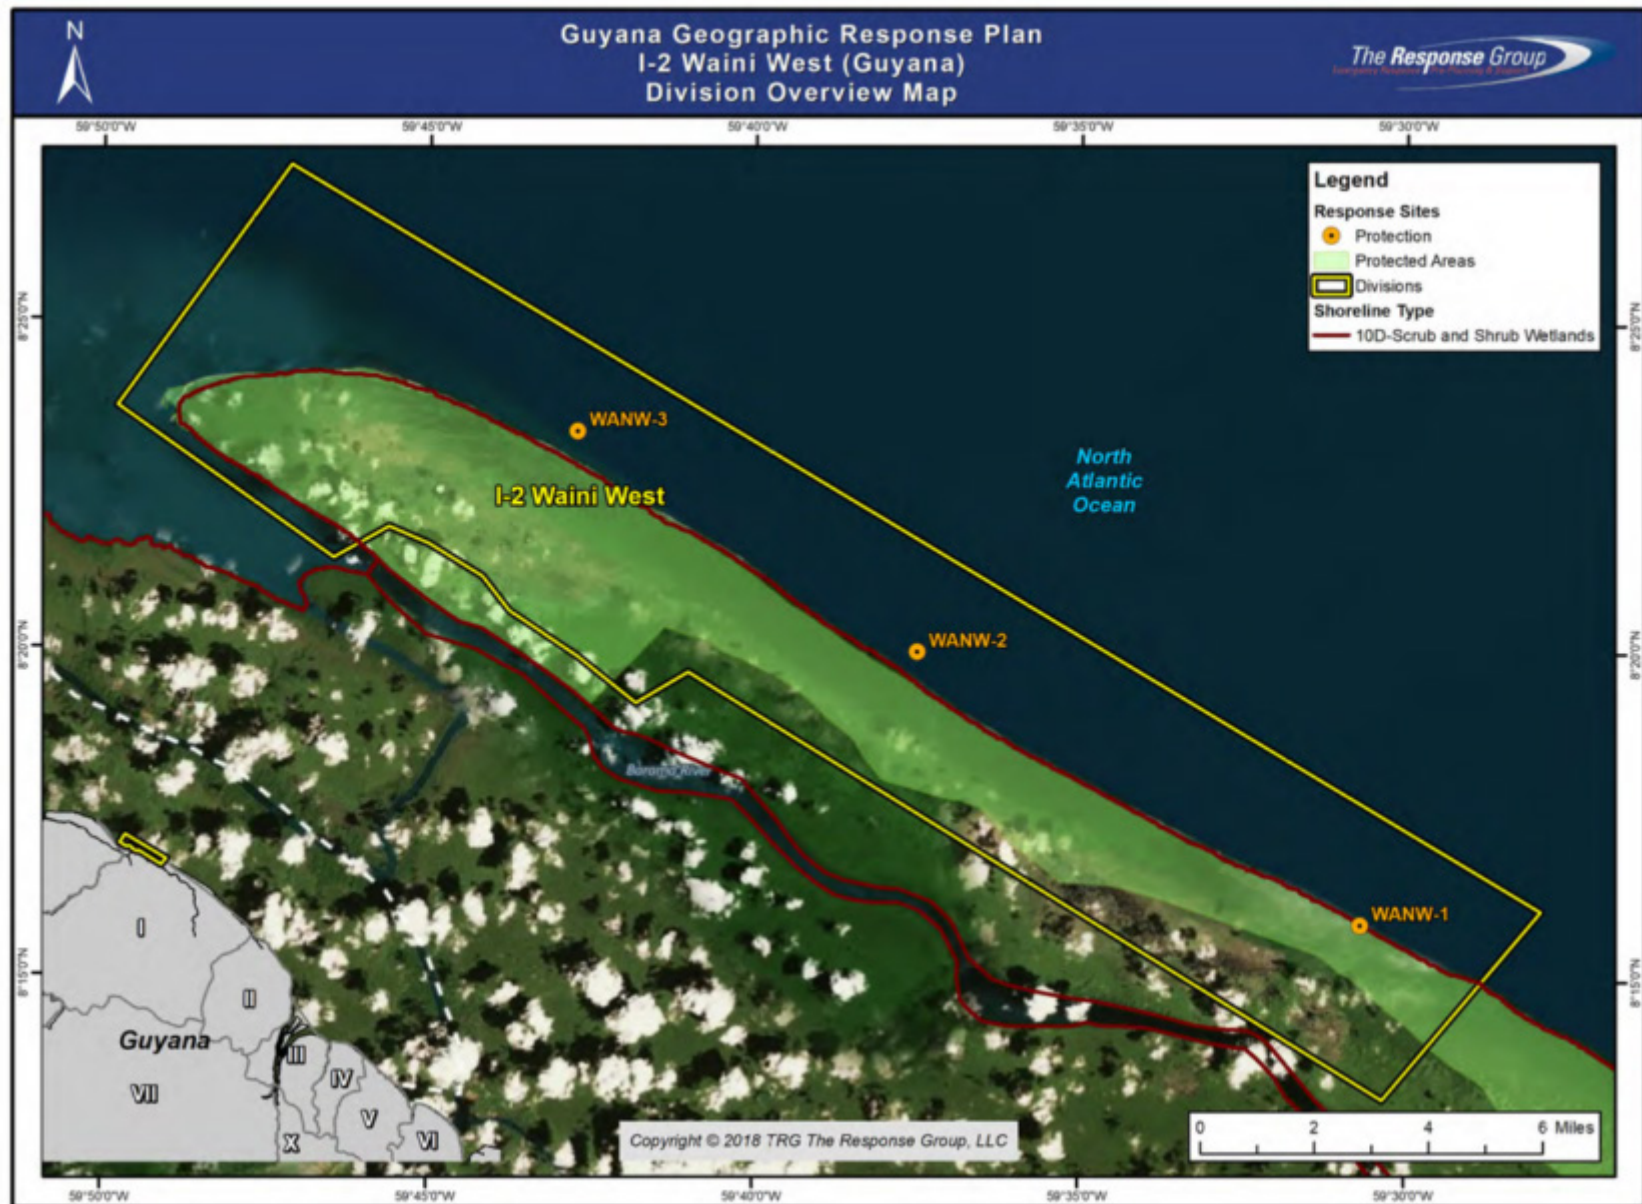 N
Guyana Geographic Response Plan
I-2 Waini West (Guyana)
Division Overview Map
The Response Group
59°50'0"W
59°45'0"W
59°40'0"W
59°35'0"W
59°30'0"W
Legend
Response Sites
Protection
Protected Areas
Divisions
Shoreline Type
10D-Scrub and Shrub Wetlands
8°25'0"N
8°25'0"N
WANW-3
North
Atlantic
Ocean
I-2 Waini West
WANW-2
8°20'0"N
8°20'0"N
Barama River
WANW-1
8°15'0"N
8°15'0"N
I
II
Guyana
III
IV
VII
V
X
VI
Copyright © 2018 TRG The Response Group, LLC
0 2 4 6 Miles
59°50'0"W
59°45'0"W
59°40'0"W
59°35'0"W
59°30'0"W